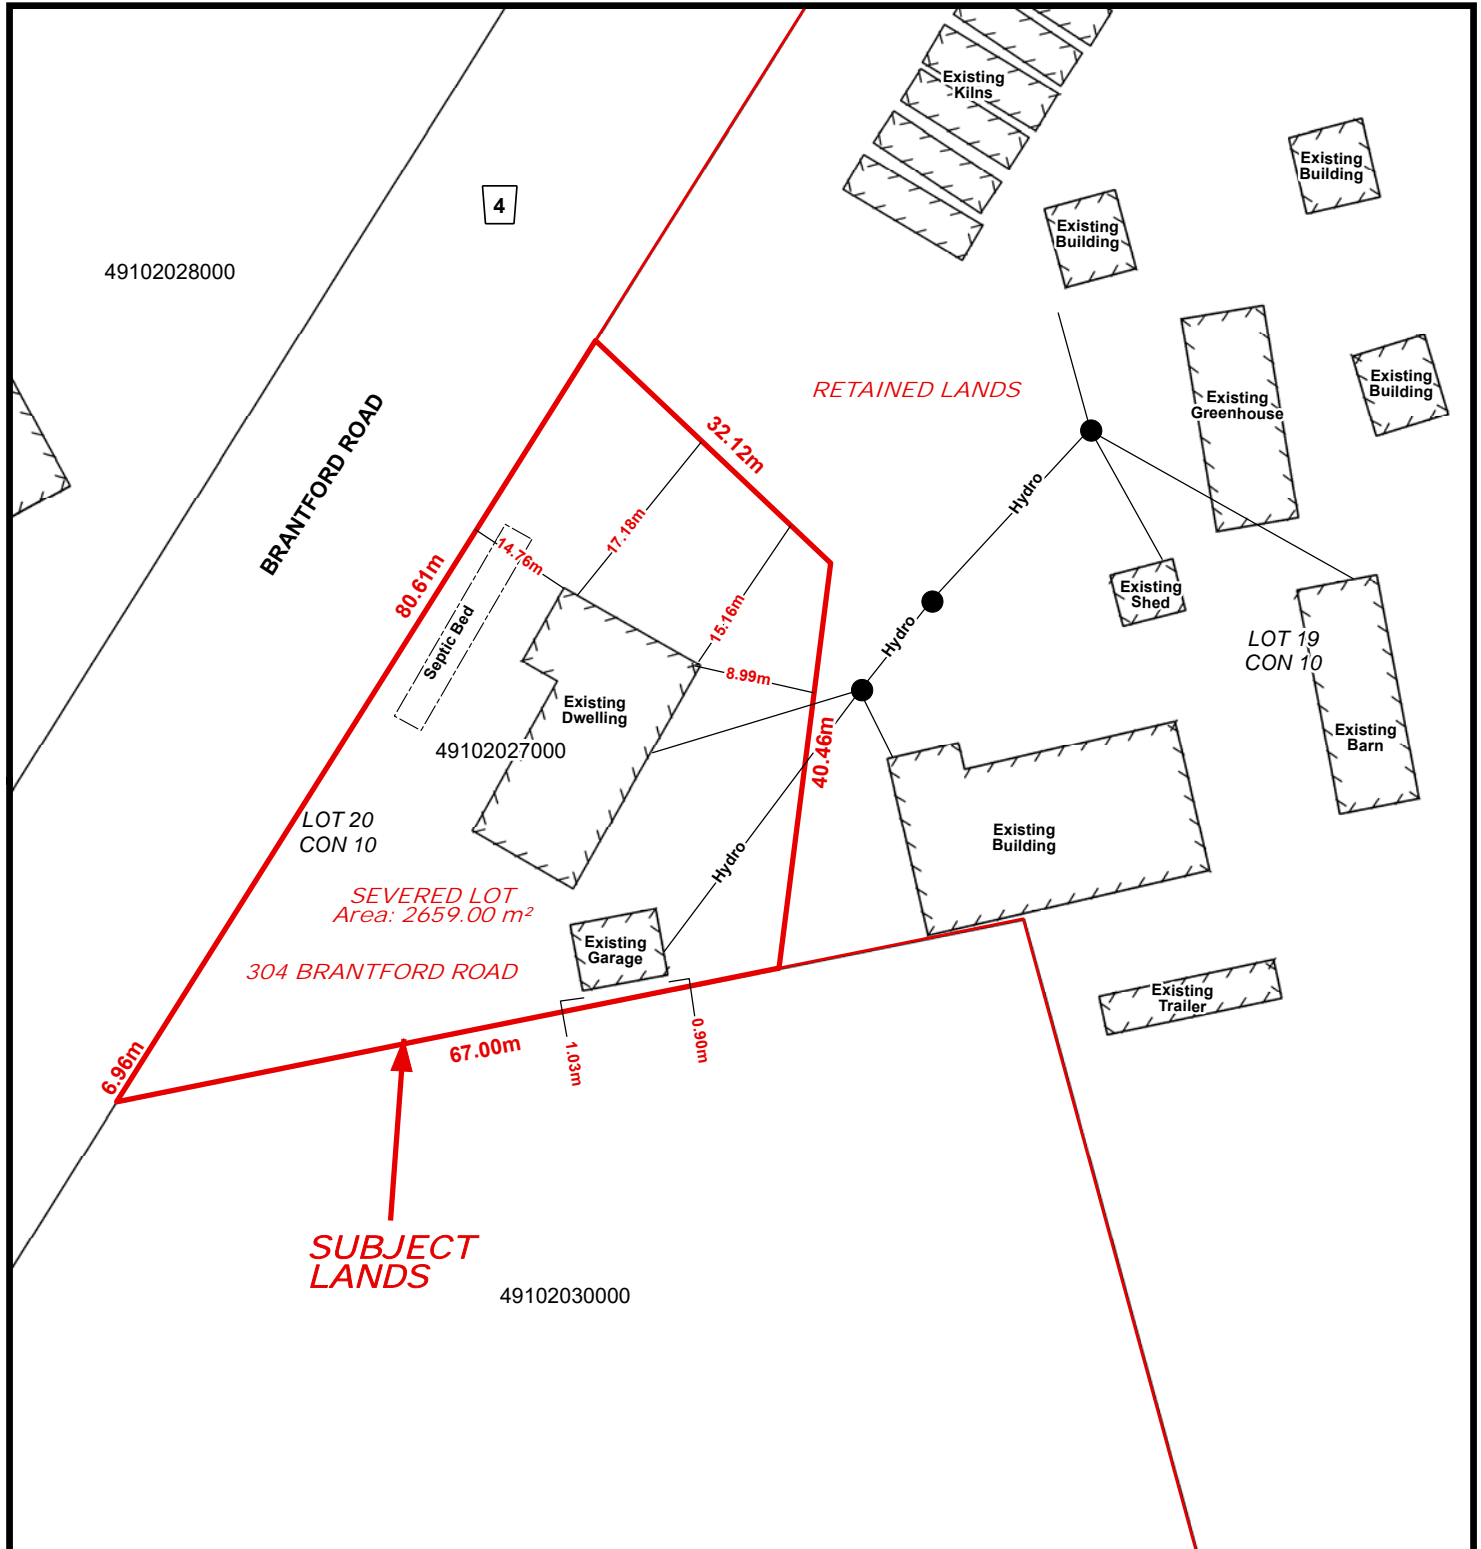 Existing
Kilns
Existing
Building
4
Existing
Building
49102028000
RETAINED LANDS
Existing
Building
Existing
Greenhouse
32.12m
BRANTFORD ROAD
Hydro
17.18m
14.76m
80.61m
Existing
Shed
15.16m
Hydro
Septic Bed
LOT 19
CON 10
8.99m
Existing
Dwelling
49102027000
40.46m
Existing
Barn
LOT 20
CON 10
Existing
Building
Hydro
SEVERED LOT
Area: 2659.00 m²
Existing
Garage
304 BRANTFORD ROAD
Existing
Trailer
0.90m
67.00m
1.03m
6.96m
SUBJECT
LANDS
49102030000